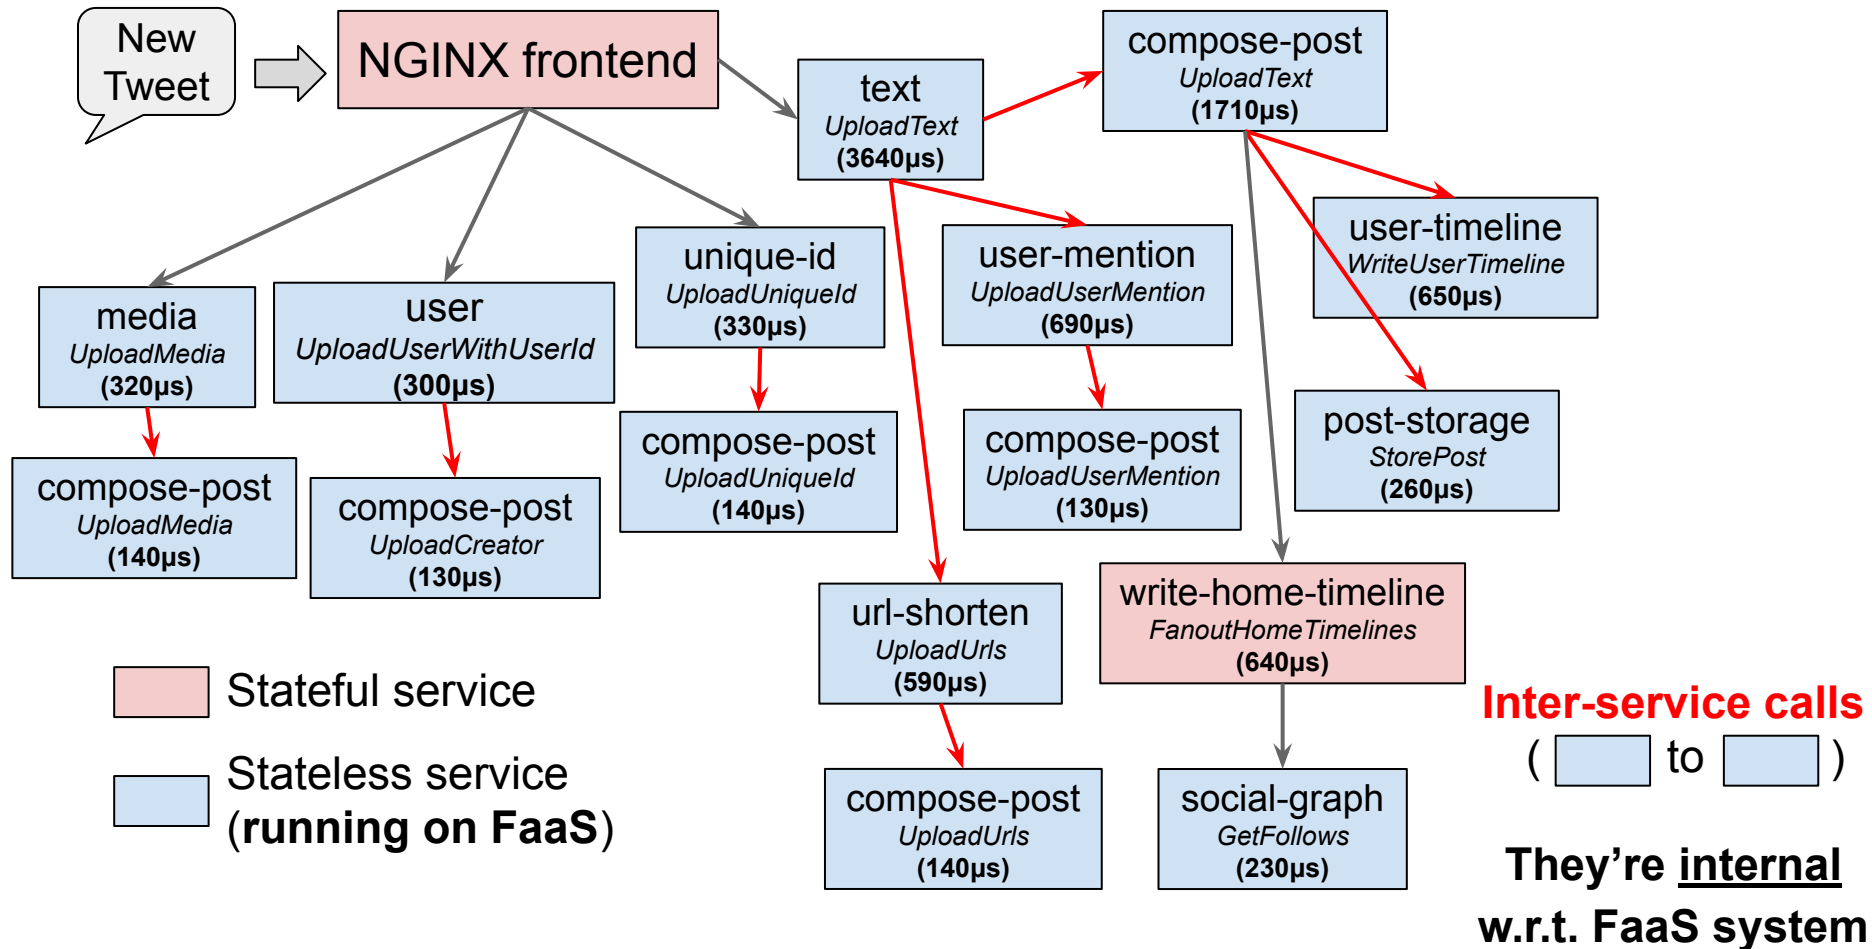 New
Tweet
NGINX frontend
text
UploadText
(3640µs)
compose-post
UploadText
(1710µs)
media
UploadMedia
(320µs)
user
UploadUserWithUserId
(300µs)
unique-id
UploadUniqueId
(330µs)
user-mention
UploadUserMention
(690µs)
user-timeline
WriteUserTimeline
(650µs)
compose-post
UploadMedia
(140µs)
compose-post
UploadCreator
(130µs)
compose-post
UploadUniqueId
(140µs)
compose-post
UploadUserMention
(130µs)
post-storage
StorePost
(260µs)
url-shorten
UploadUrls
(590µs)
write-home-timeline
FanoutHomeTimelines
(640µs)
compose-post
UploadUrls
(140µs)
social-graph
GetFollows
(230µs)
Stateful service
Stateless service
(running on FaaS)
Inter-service calls
( to )
They’re internal
w.r.t. FaaS system